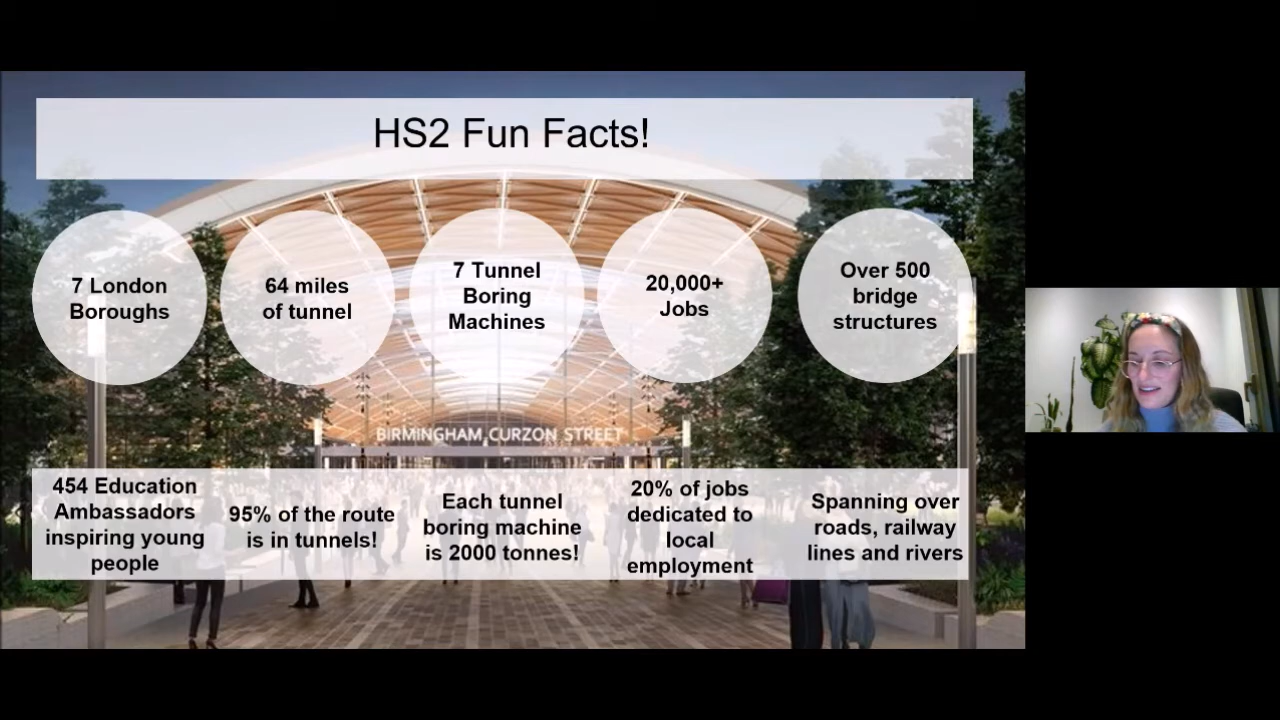 HS2 Fun Facts!
7 London
Boroughs
64 miles
of tunnel
7 Tunnel
Boring
Machines
20,000+
Jobs
Over 500
bridge
structures
BIRMINGHAM CURZON STREET
454 Education
Ambassadors
inspiring young
people
95% of the route
is in tunnels!
Each tunnel
boring machine
is 2000 tonnes!
20% of jobs
dedicated to
local
employment
Spanning over
roads, railway
lines and rivers